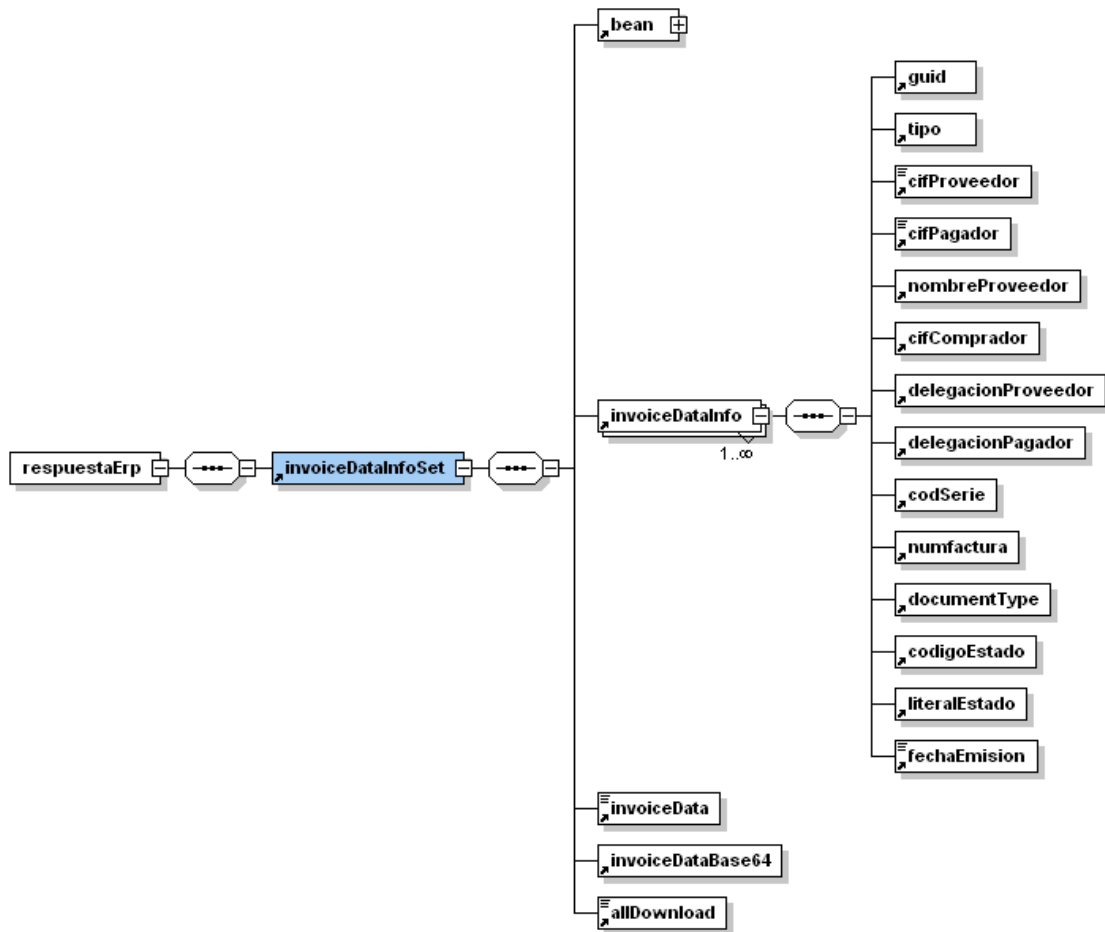 bean
guid
tipo
cifProveedor
cifPagador
nombreProveedor
cifComprador
delegacionProveedor
invoiceDataInfo
delegacionPagador
1..∞
respuestaErp
invoiceDataInfoSet
codSerie
numfactura
documentType
codigoEstado
literalEstado
fechaEmision
invoiceData
invoiceDataBase64
allDownload